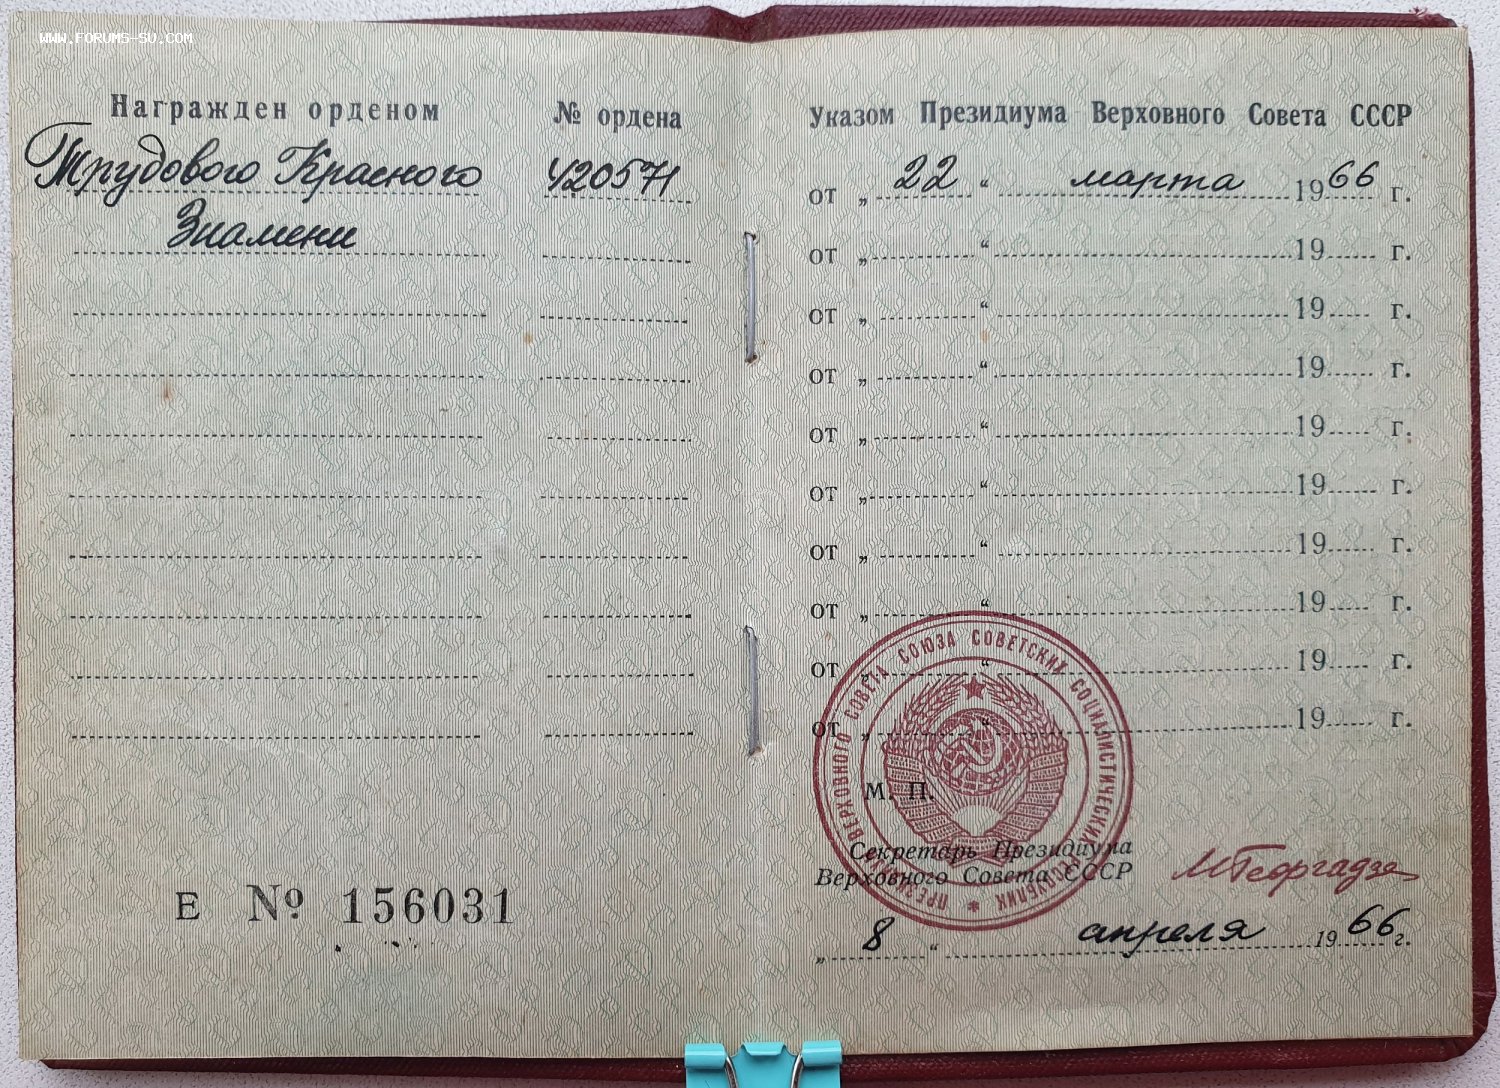 WWW.FORUMS-SU.COM
Награжден орденом
№ ордена
Трудового Красного
420571
Знамени
Е № 156031
Указом Президиума Верховного Совета СССР
от „ 22 “ марта 1966 г.
от „ “ 19 г.
от „ “ 19 г.
от „ “ 19 г.
от „ “ 19 г.
от „ “ 19 г.
от „ “ 19 г.
от „ “ 19 г.
от „ “ 19 г.
от „ “ 19 г.
М. П.
ПРЕЗИДИУМ ВЕРХОВНОГО СОВЕТА СОЮЗА СОВЕТСКИХ СОЦИАЛИСТИЧЕСКИХ РЕСПУБЛИК
Секретарь Президиума
Верховного Совета СССР
МГеоргадзе
„ 8 “ апреля 1966 г.